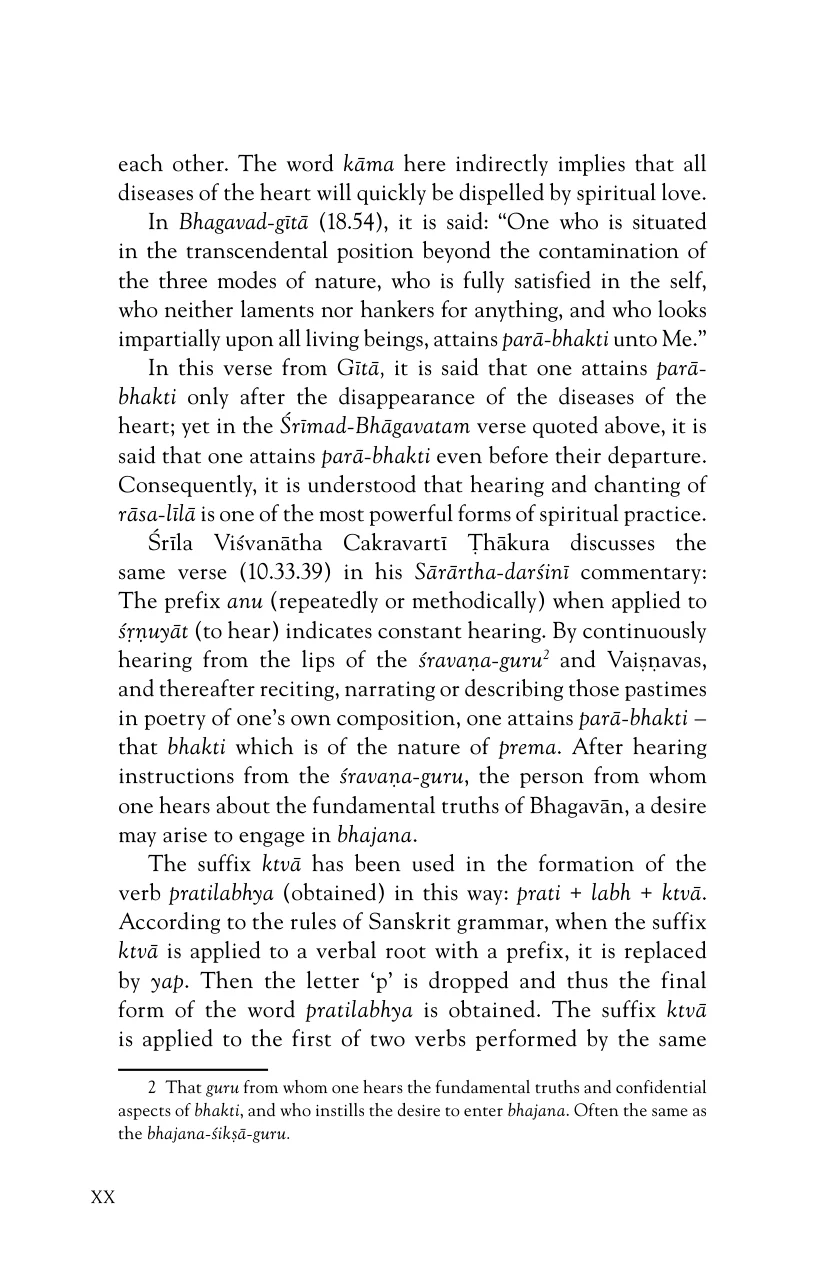 each other. The word kāma here indirectly implies that all
diseases of the heart will quickly be dispelled by spiritual love.
In Bhagavad-gītā (18.54), it is said: “One who is situated
in the transcendental position beyond the contamination of
the three modes of nature, who is fully satisfied in the self,
who neither laments nor hankers for anything, and who looks
impartially upon all living beings, attains parā-bhakti unto Me.”
In this verse from Gītā, it is said that one attains parā-
bhakti only after the disappearance of the diseases of the
heart; yet in the Śrīmad-Bhāgavatam verse quoted above, it is
said that one attains parā-bhakti even before their departure.
Consequently, it is understood that hearing and chanting of
rāsa-līlā is one of the most powerful forms of spiritual practice.
Śrīla Viśvanātha Cakravartī Ṭhākura discusses the
same verse (10.33.39) in his Sārārtha-darśinī commentary:
The prefix anu (repeatedly or methodically) when applied to
śṛṇuyāt (to hear) indicates constant hearing. By continuously
hearing from the lips of the śravaṇa-guru2 and Vaiṣṇavas,
and thereafter reciting, narrating or describing those pastimes
in poetry of one’s own composition, one attains parā-bhakti –
that bhakti which is of the nature of prema. After hearing
instructions from the śravaṇa-guru, the person from whom
one hears about the fundamental truths of Bhagavān, a desire
may arise to engage in bhajana.
The suffix ktvā has been used in the formation of the
verb pratilabhya (obtained) in this way: prati + labh + ktvā.
According to the rules of Sanskrit grammar, when the suffix
ktvā is applied to a verbal root with a prefix, it is replaced
by yap. Then the letter ‘p’ is dropped and thus the final
form of the word pratilabhya is obtained. The suffix ktvā
is applied to the first of two verbs performed by the same
2 That guru from whom one hears the fundamental truths and confidential
aspects of bhakti, and who instills the desire to enter bhajana. Often the same as
the bhajana-śikṣā-guru.
XX